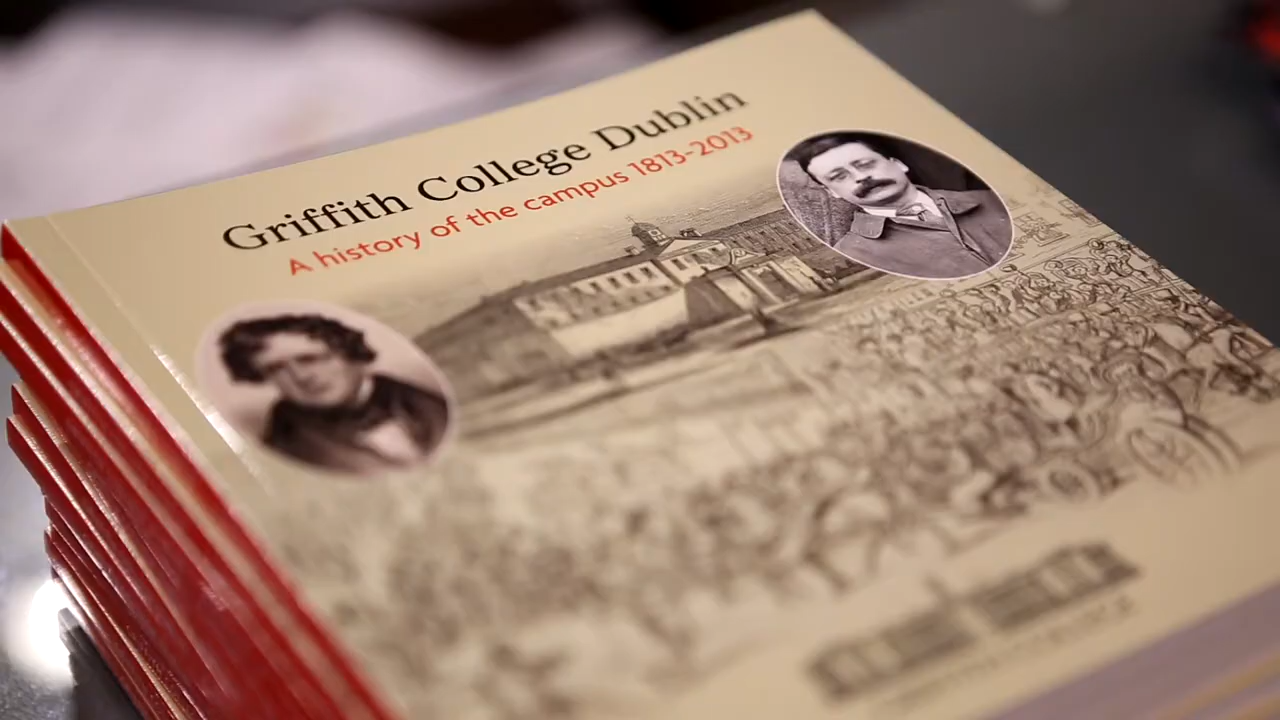 Griffith College Dublin
A history of the campus 1813-2013